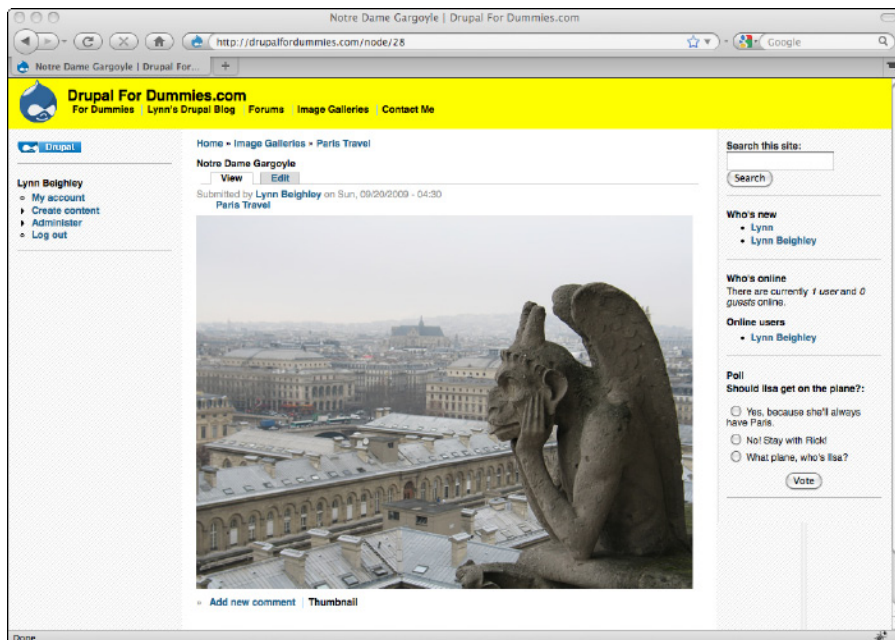 Notre Dame Gargoyle | Drupal For Dummies.com
http://drupalfordummies.com/node/28
Google
Notre Dame Gargoyle | Drupal For...
+
Drupal For Dummies.com
For Dummies | Lynn's Drupal Blog | Forums | Image Galleries | Contact Me
Drupal
Lynn Beighley
My account
Create content
Administer
Log out
Home » Image Galleries » Paris Travel
Notre Dame Gargoyle
View Edit
Submitted by Lynn Beighley on Sun, 09/20/2009 - 04:30
Paris Travel
Add new comment | Thumbnail
Search this site:
Search
Who's new
Lynn
Lynn Beighley
Who's online
There are currently 1 user and 0
guests online.
Online users
Lynn Beighley
Poll
Should Ilsa get on the plane?:
Yes, because she'll always
have Paris.
No! Stay with Rick!
What plane, who's Ilsa?
Vote
Done